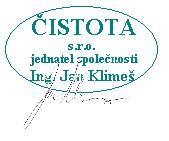 ČISTOTA
s.r.o.
jednatel společnosti
Ing. Jan Klimeš